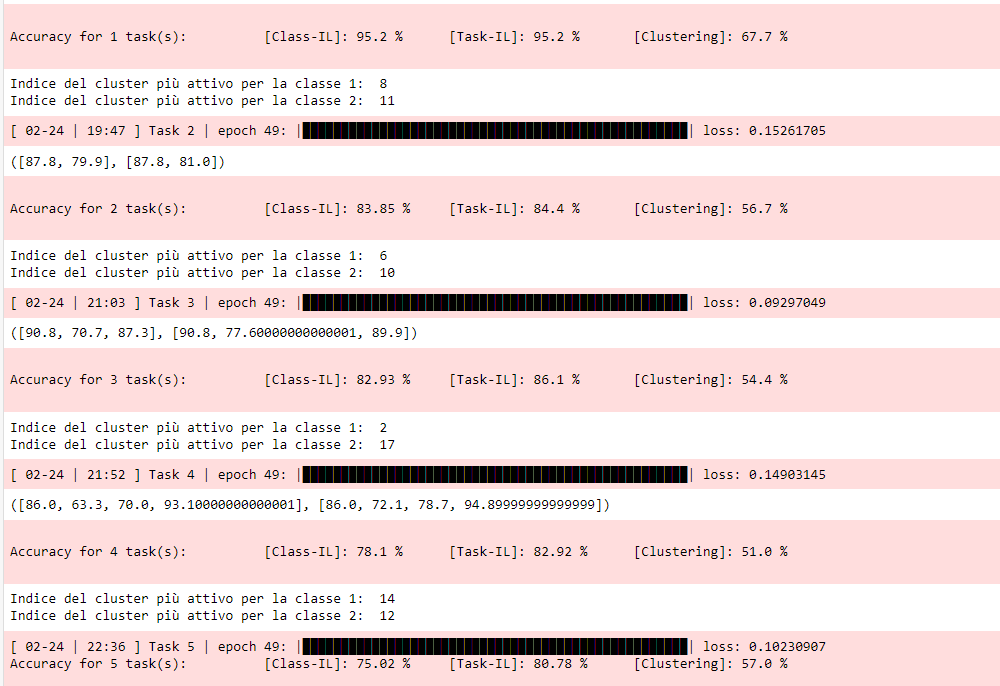 Accuracy for 1 task(s): [Class-IL]: 95.2 % [Task-IL]: 95.2 % [Clustering]: 67.7 %
Indice del cluster più attivo per la classe 1: 8
Indice del cluster più attivo per la classe 2: 11
[ 02-24 | 19:47 ] Task 2 | epoch 49: || loss: 0.15261705
([87.8, 79.9], [87.8, 81.0])
Accuracy for 2 task(s): [Class-IL]: 83.85 % [Task-IL]: 84.4 % [Clustering]: 56.7 %
Indice del cluster più attivo per la classe 1: 6
Indice del cluster più attivo per la classe 2: 10
[ 02-24 | 21:03 ] Task 3 | epoch 49: || loss: 0.09297049
([90.8, 70.7, 87.3], [90.8, 77.60000000000001, 89.9])
Accuracy for 3 task(s): [Class-IL]: 82.93 % [Task-IL]: 86.1 % [Clustering]: 54.4 %
Indice del cluster più attivo per la classe 1: 2
Indice del cluster più attivo per la classe 2: 17
[ 02-24 | 21:52 ] Task 4 | epoch 49: || loss: 0.14903145
([86.0, 63.3, 70.0, 93.10000000000001], [86.0, 72.1, 78.7, 94.89999999999999])
Accuracy for 4 task(s): [Class-IL]: 78.1 % [Task-IL]: 82.92 % [Clustering]: 51.0 %
Indice del cluster più attivo per la classe 1: 14
Indice del cluster più attivo per la classe 2: 12
[ 02-24 | 22:36 ] Task 5 | epoch 49: || loss: 0.10230907
Accuracy for 5 task(s): [Class-IL]: 75.02 % [Task-IL]: 80.78 % [Clustering]: 57.0 %